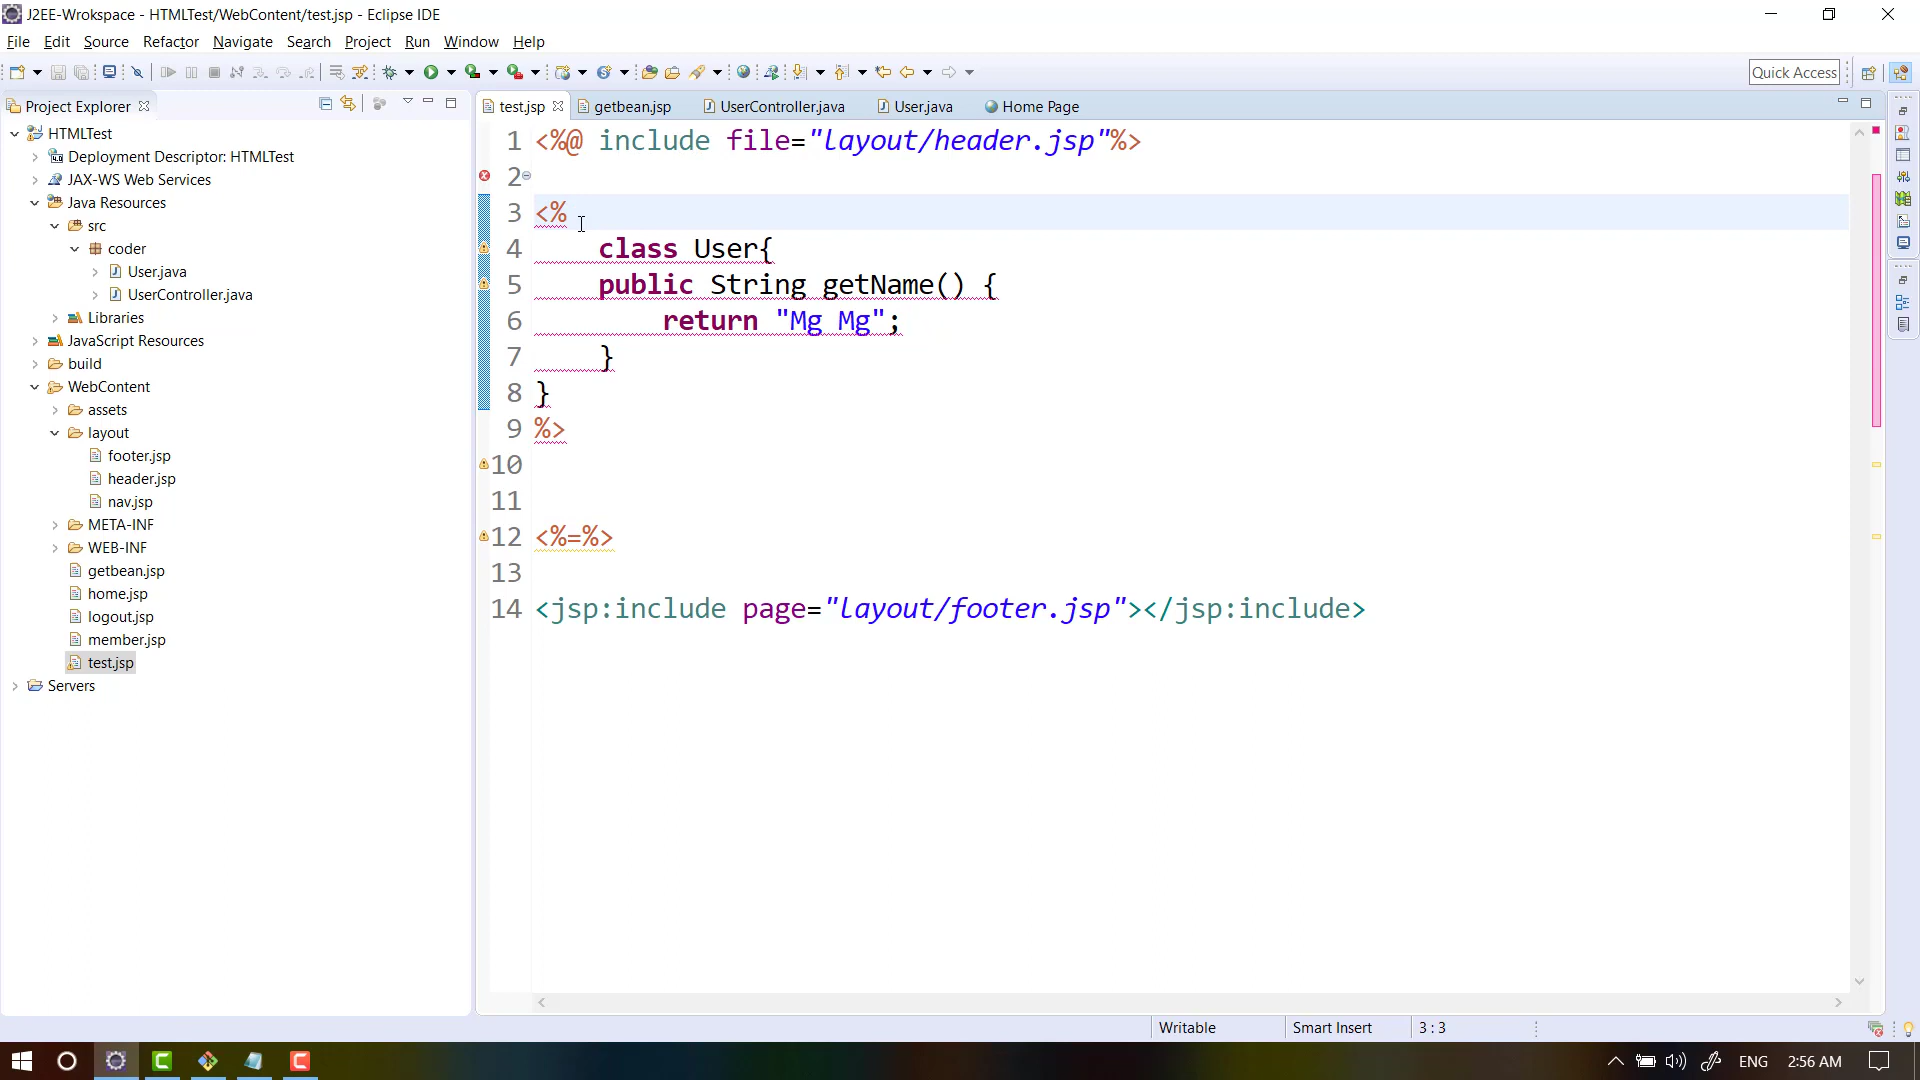 J2EE-Wrokspace - HTMLTest/WebContent/test.jsp - Eclipse IDE
File Edit Source Refactor Navigate Search Project Run Window Help
Quick Access
Project Explorer
HTMLTest
Deployment Descriptor: HTMLTest
JAX-WS Web Services
Java Resources
src
coder
User.java
UserController.java
Libraries
JavaScript Resources
build
WebContent
assets
layout
footer.jsp
header.jsp
nav.jsp
META-INF
WEB-INF
getbean.jsp
home.jsp
logout.jsp
member.jsp
test.jsp
Servers
test.jsp getbean.jsp UserController.java User.java Home Page
1 <%@ include file="layout/header.jsp"%>
2
3 <%
4 class User{
5 public String getName() {
6 return "Mg Mg";
7 }
8 }
9 %>
10
11
12 <%=%>
13
14 <jsp:include page="layout/footer.jsp"></jsp:include>
Writable Smart Insert 3 : 3
ENG 2:56 AM